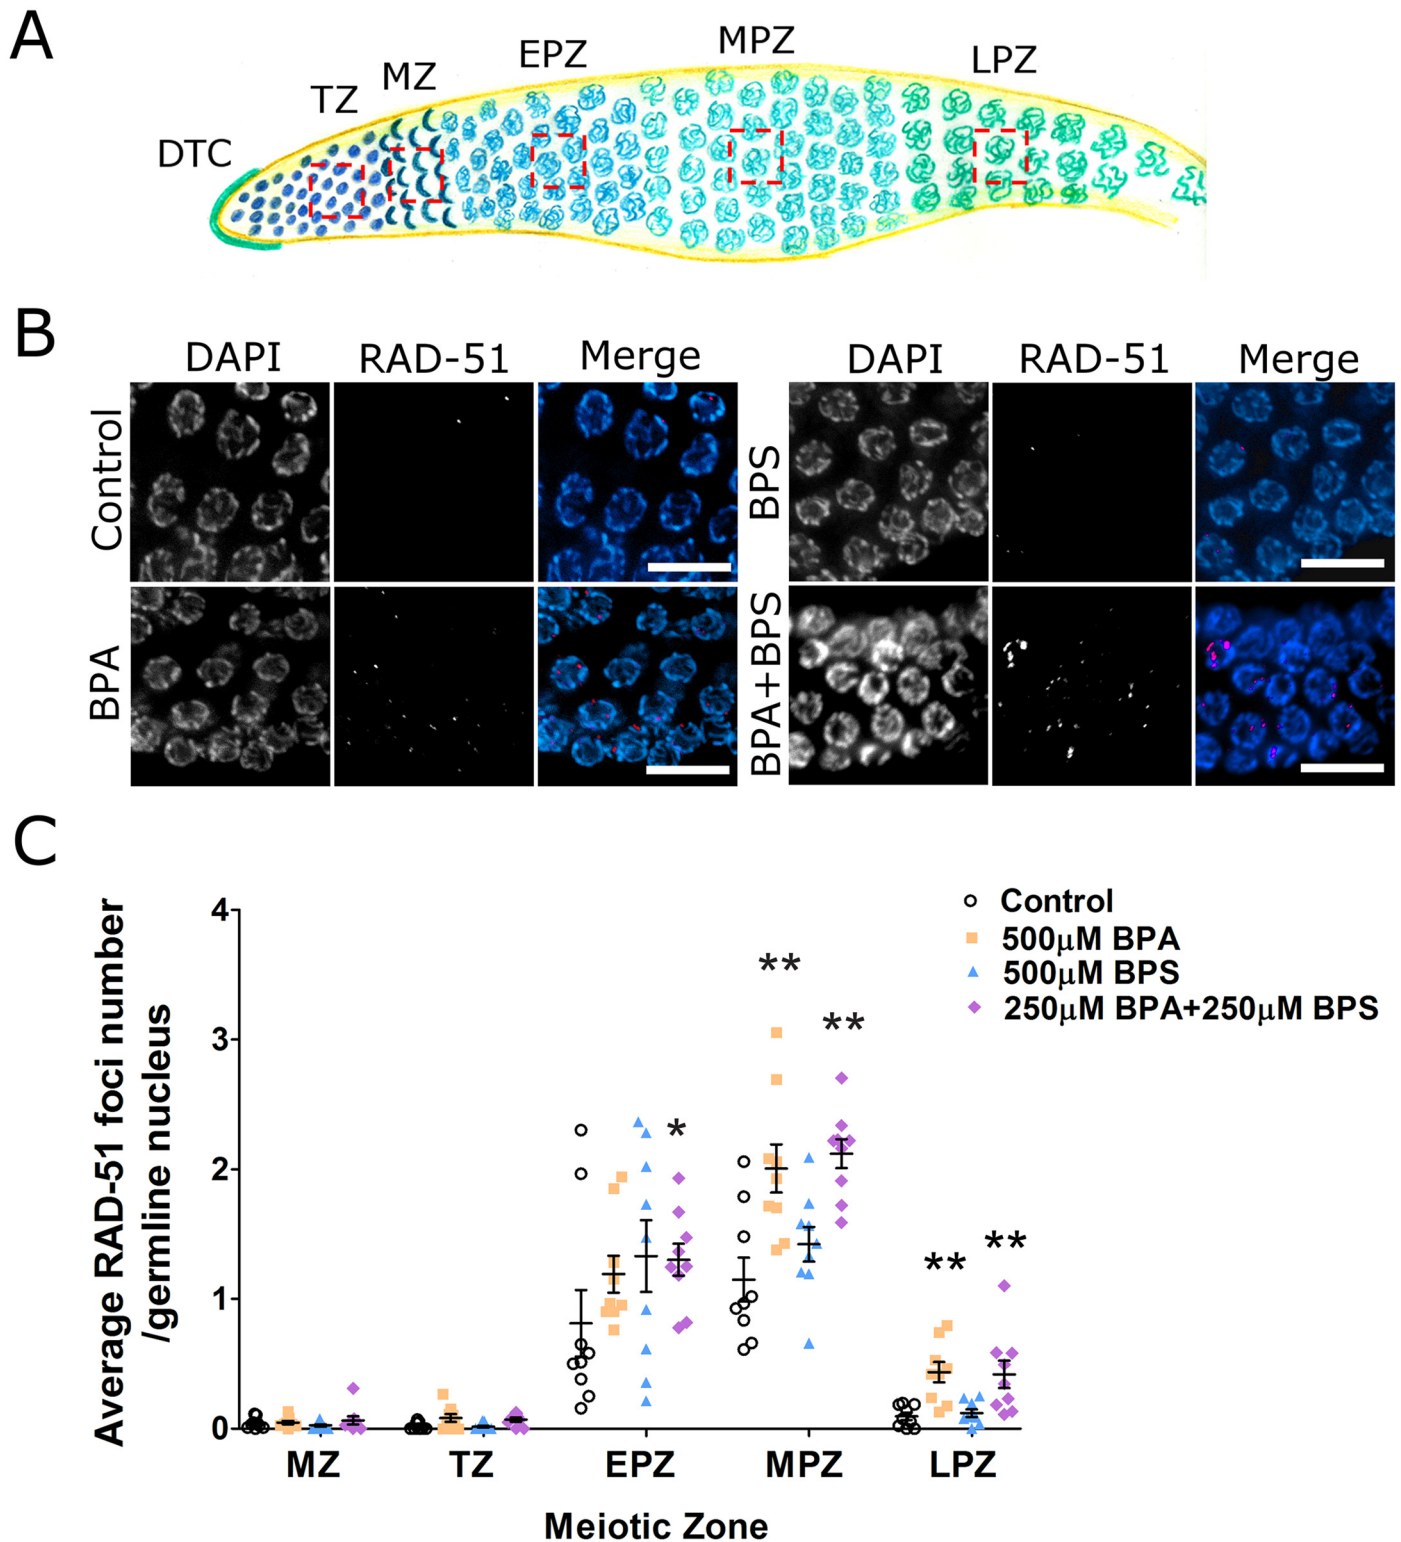 A
DTC
TZ
MZ
EPZ
MPZ
LPZ
B
DAPI RAD-51 Merge
DAPI RAD-51 Merge
Control
BPS
BPA
BPA+BPS
C
Average RAD-51 foci number
/germline nucleus
4
3
2
1
0
Control
500μM BPA
500μM BPS
250μM BPA+250μM BPS
*
**
**
**
**
MZ TZ EPZ MPZ LPZ
Meiotic Zone